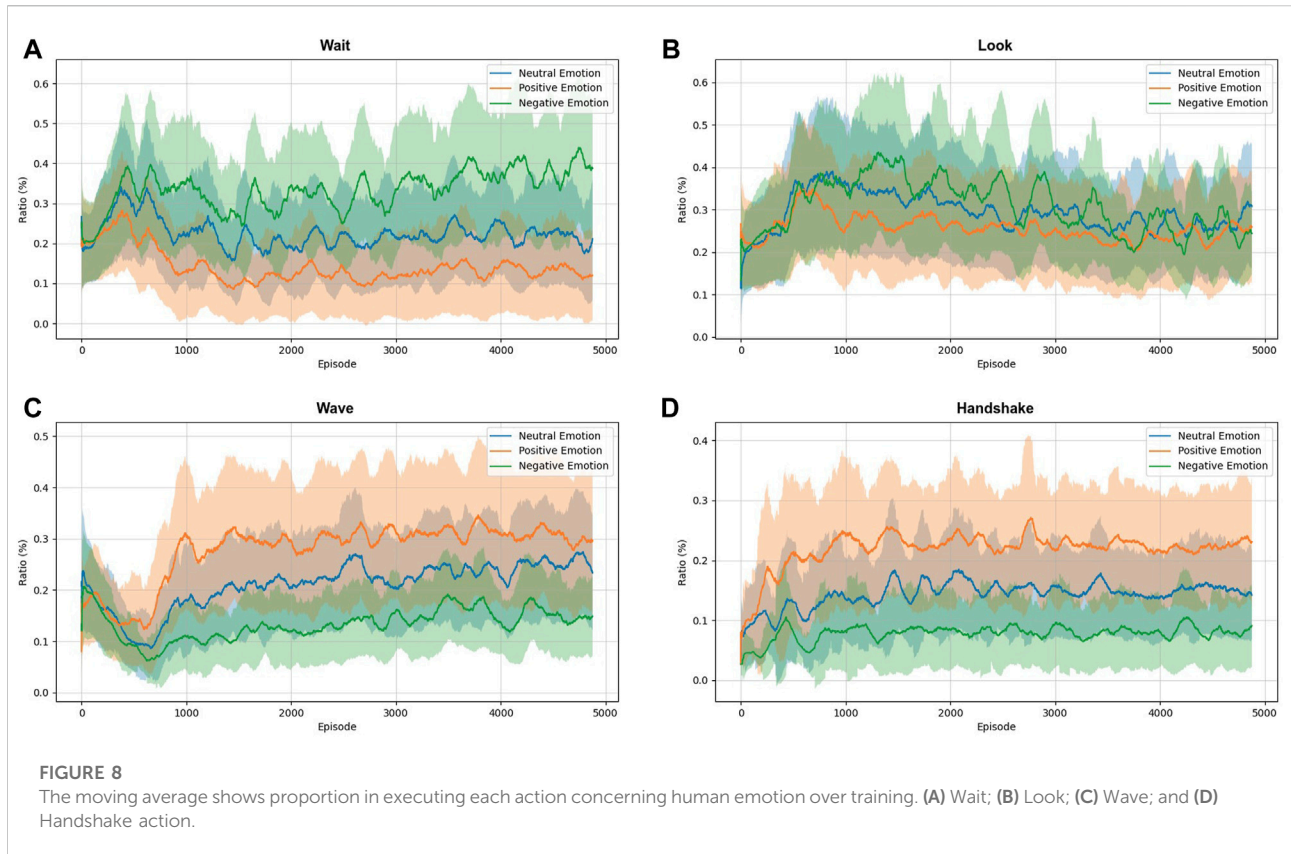 A
Wait
Ratio (%)
0.6
0.5
0.4
0.3
0.2
0.1
0.0
Neutral Emotion
Positive Emotion
Negative Emotion
0 1000 2000 3000 4000 5000
Episode
B
Look
Ratio (%)
0.6
0.5
0.4
0.3
0.2
0.1
0.0
Neutral Emotion
Positive Emotion
Negative Emotion
0 1000 2000 3000 4000 5000
Episode
C
Wave
Ratio (%)
0.5
0.4
0.3
0.2
0.1
0.0
Neutral Emotion
Positive Emotion
Negative Emotion
0 1000 2000 3000 4000 5000
Episode
D
Handshake
Ratio (%)
0.4
0.3
0.2
0.1
0.0
Neutral Emotion
Positive Emotion
Negative Emotion
0 1000 2000 3000 4000 5000
Episode
FIGURE 8
The moving average shows proportion in executing each action concerning human emotion over training. (A) Wait; (B) Look; (C) Wave; and (D)
Handshake action.